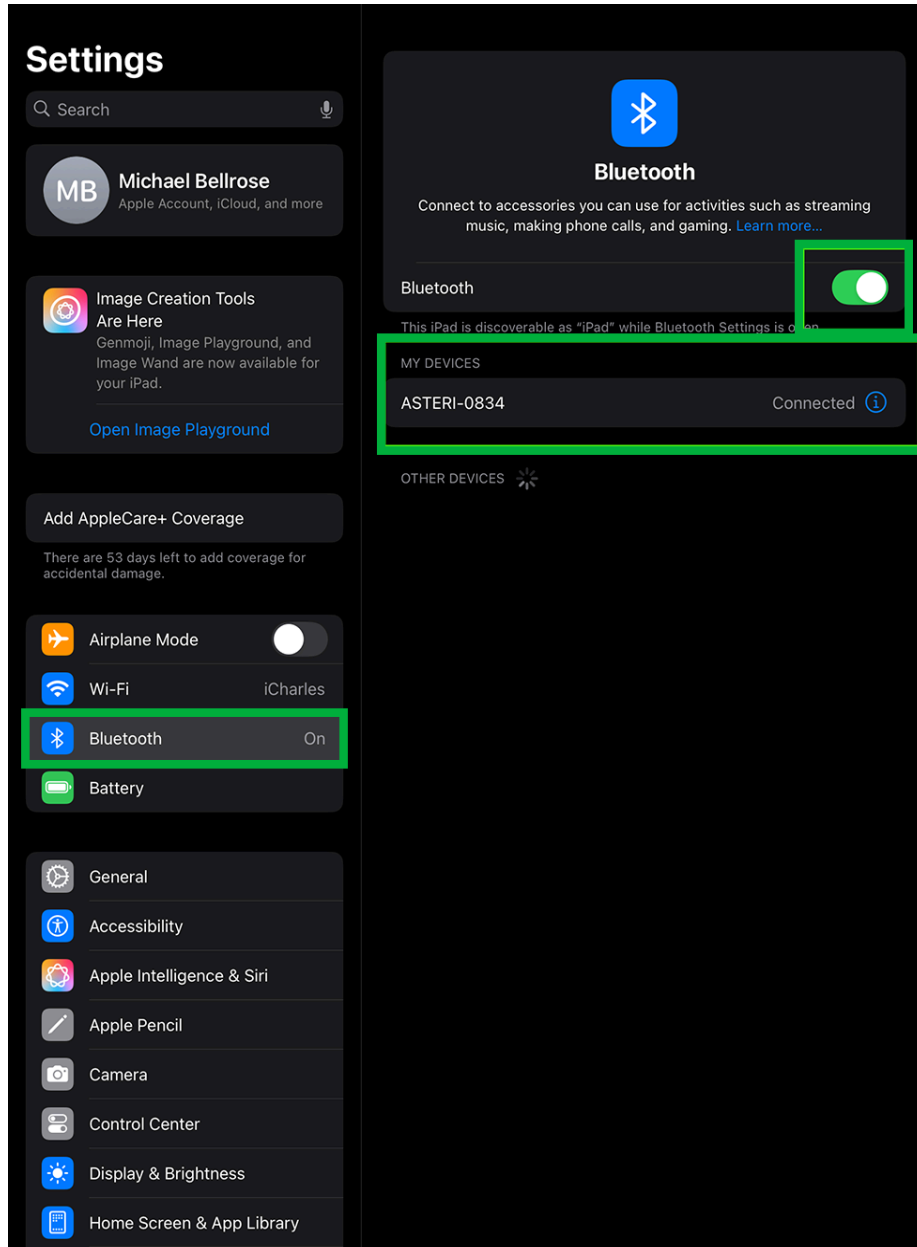 Settings
Search
MB
Michael Bellrose
Apple Account, iCloud, and more
Image Creation Tools
Are Here
Genmoji, Image Playground, and
Image Wand are now available for
your iPad.
Open Image Playground
Add AppleCare+ Coverage
There are 53 days left to add coverage for
accidental damage.
Airplane Mode
Wi-Fi iCharles
Bluetooth On
Battery
General
Accessibility
Apple Intelligence & Siri
Apple Pencil
Camera
Control Center
Display & Brightness
Home Screen & App Library
Bluetooth
Connect to accessories you can use for activities such as streaming
music, making phone calls, and gaming. Learn more...
Bluetooth
This iPad is discoverable as “iPad” while Bluetooth Settings is open.
MY DEVICES
ASTERI-0834 Connected
OTHER DEVICES